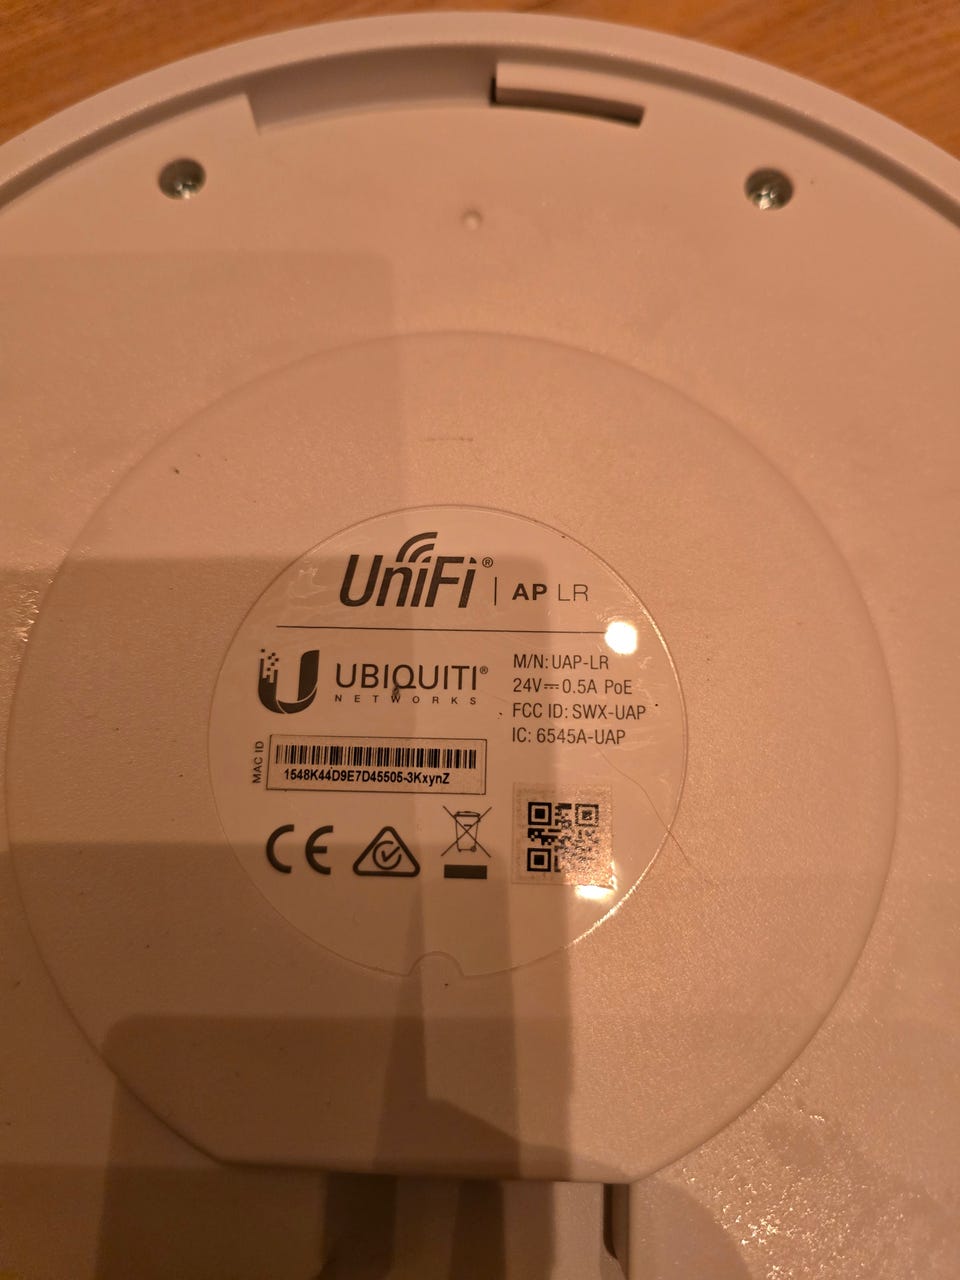 UniFi® | AP LR
UBIQUITI®
NETWORKS
M/N: UAP-LR
24V⎓0.5A PoE
FCC ID: SWX-UAP
IC: 6545A-UAP
MAC ID
1548K44D9E7D45505-3KxynZ
CE